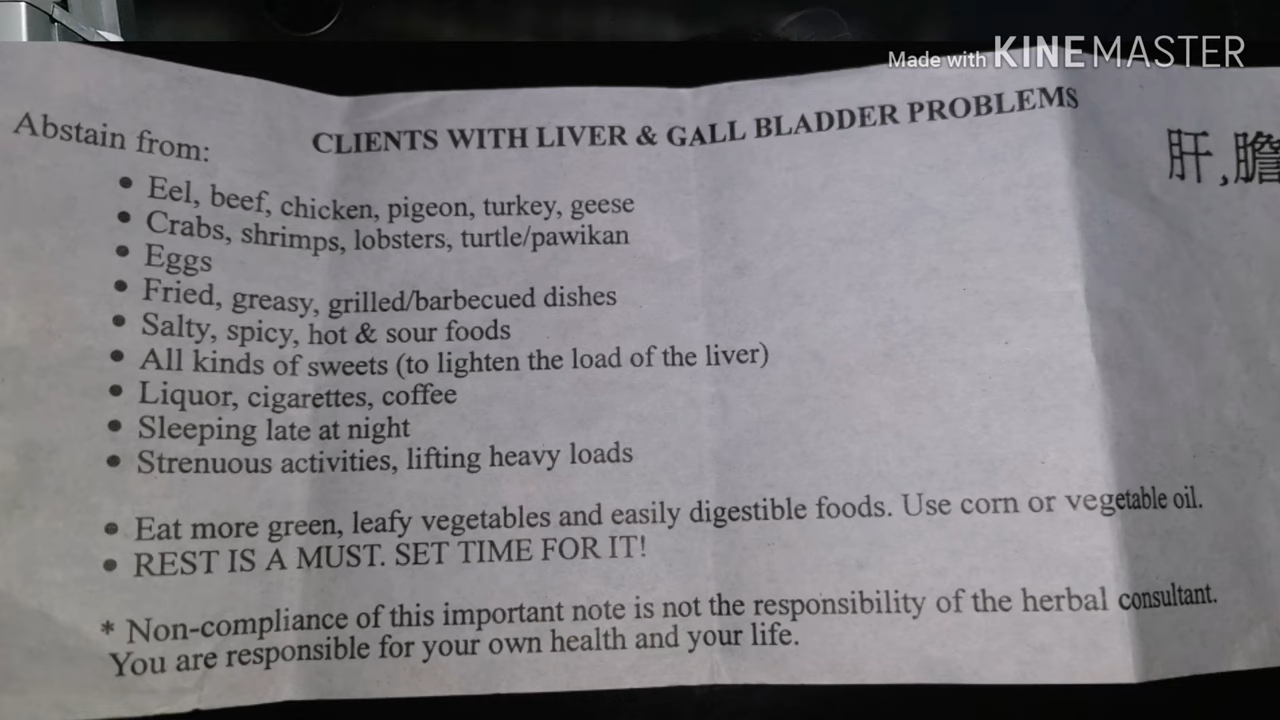 Made with KINEMASTER
Abstain from:
CLIENTS WITH LIVER & GALL BLADDER PROBLEMS
肝,膽
• Eel, beef, chicken, pigeon, turkey, geese
• Crabs, shrimps, lobsters, turtle/pawikan
• Eggs
• Fried, greasy, grilled/barbecued dishes
• Salty, spicy, hot & sour foods
• All kinds of sweets (to lighten the load of the liver)
• Liquor, cigarettes, coffee
• Sleeping late at night
• Strenuous activities, lifting heavy loads
• Eat more green, leafy vegetables and easily digestible foods. Use corn or vegetable oil.
• REST IS A MUST. SET TIME FOR IT!
* Non-compliance of this important note is not the responsibility of the herbal consultant.
You are responsible for your own health and your life.